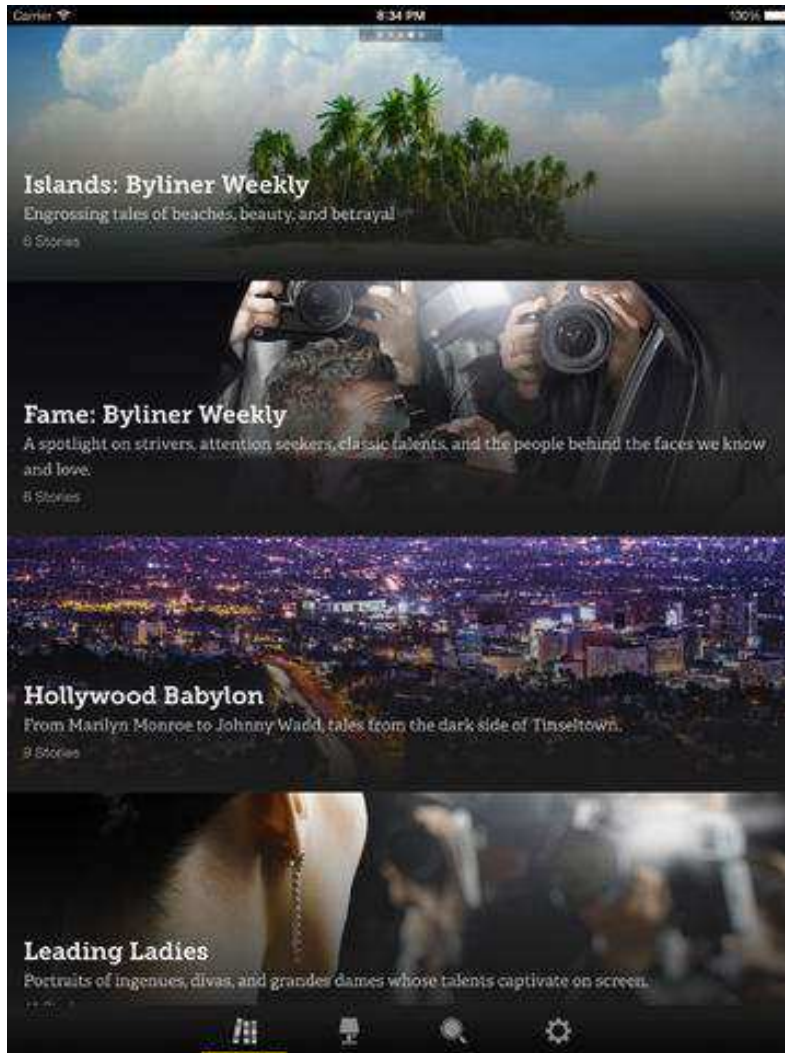 Carrier
8:34 PM
100%
Islands: Byliner Weekly
Engrossing tales of beaches, beauty, and betrayal
6 Stories
Fame: Byliner Weekly
A spotlight on strivers, attention seekers, classic talents, and the people behind the faces we know
and love.
6 Stories
Hollywood Babylon
From Marilyn Monroe to Johnny Wadd, tales from the dark side of Tinseltown.
9 Stories
Leading Ladies
Portraits of ingenues, divas, and grandes dames whose talents captivate on screen.